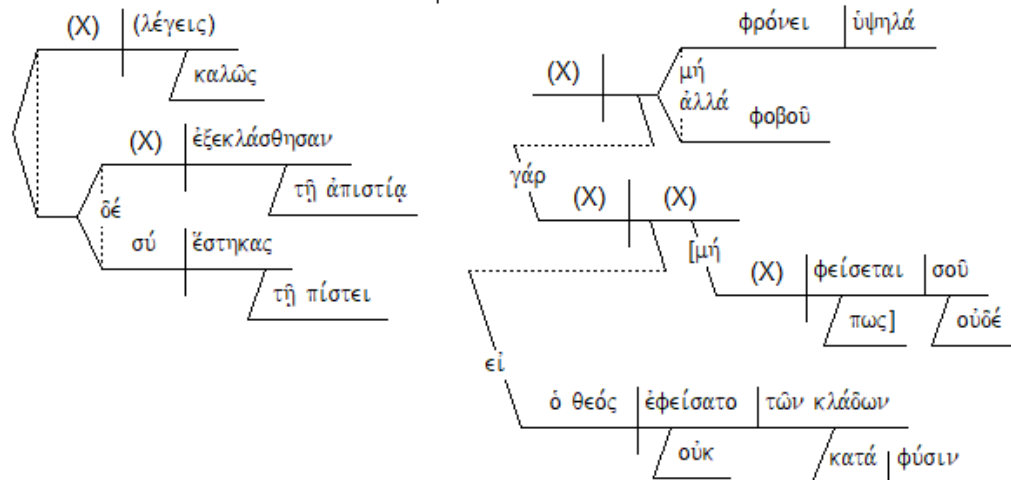 (X) (λέγεις)
καλῶς
(X) ἐξεκλάσθησαν
τῇ ἀπιστίᾳ
δέ
σύ ἕστηκας
τῇ πίστει
φρόνει ὑψηλά
(X) μή
ἀλλά
φοβοῦ
γάρ
(X) (X)
[μή
(X) φείσεται σοῦ
πως] οὐδέ
εἰ
ὁ θεός ἐφείσατο τῶν κλάδων
οὐκ κατά φύσιν